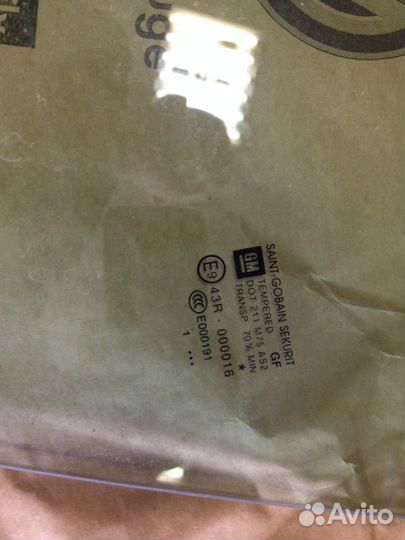 SAINT-GOBAIN SEKURIT
GM
GF
TEMPERED
DOT 211 M75 AS2
TRANSP 70% MIN
*
E9
43R - 000016
CCC
E000191
1 ...
Avito